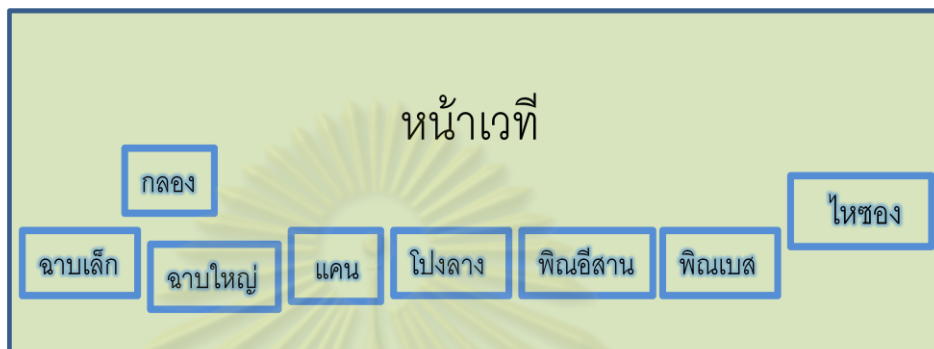 หน้าเวที
กลอง
ไหซอง
ฉาบเล็ก
ฉาบใหญ่
แคน
โปงลาง
พิณอีสาน
พิณเบส